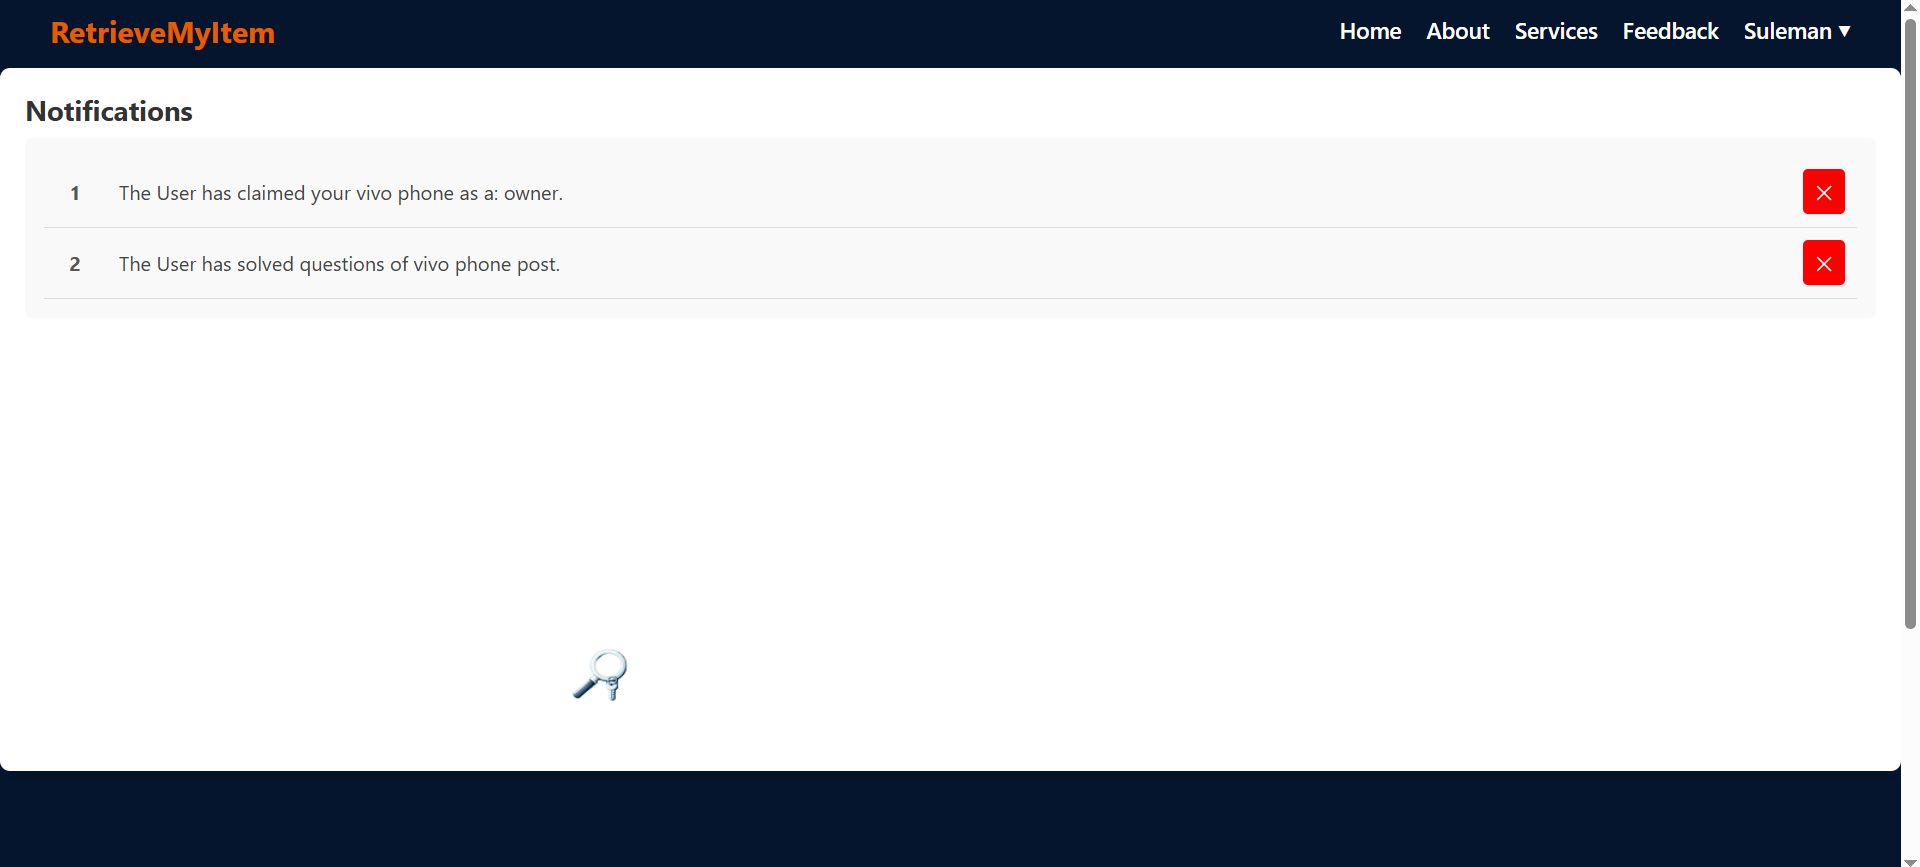 RetrieveMyItem
Home About Services Feedback Suleman ▼
Notifications
1 The User has claimed your vivo phone as a: owner.
2 The User has solved questions of vivo phone post.